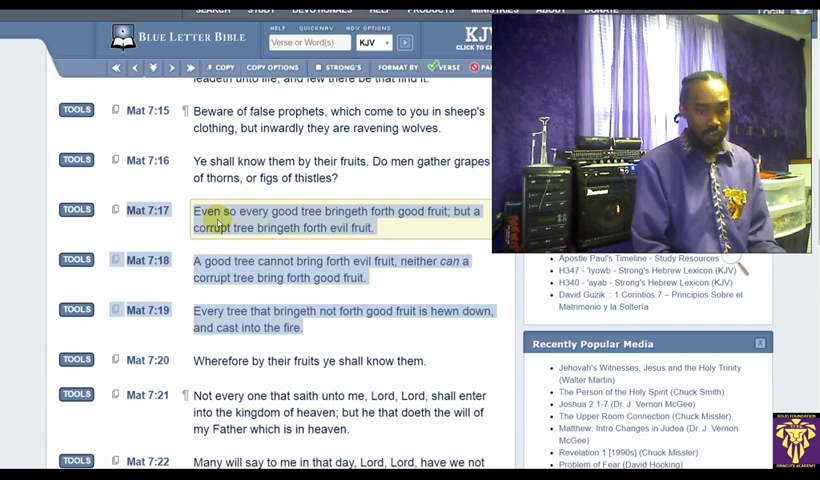 SEARCH STUDY DEVOTIONALS HELP PRODUCTS MINISTRIES ABOUT DONATE LOGIN
BLUE LETTER BIBLE
HELP QUICKNAV ADV OPTIONS
Verse or Word(s) KJV
KJV
CLICK TO
COPY COPY OPTIONS STRONG'S FORMAT BY VERSE
leadeth unto life, and few there be that find it.
TOOLS Mat 7:15 ¶ Beware of false prophets, which come to you in sheep's
clothing, but inwardly they are ravening wolves.
TOOLS Mat 7:16 Ye shall know them by their fruits. Do men gather grapes
of thorns, or figs of thistles?
TOOLS Mat 7:17 Even so every good tree bringeth forth good fruit; but a
corrupt tree bringeth forth evil fruit.
TOOLS Mat 7:18 A good tree cannot bring forth evil fruit, neither can a
corrupt tree bring forth good fruit.
TOOLS Mat 7:19 Every tree that bringeth not forth good fruit is hewn down,
and cast into the fire.
TOOLS Mat 7:20 Wherefore by their fruits ye shall know them.
TOOLS Mat 7:21 ¶ Not every one that saith unto me, Lord, Lord, shall enter
into the kingdom of heaven; but he that doeth the will of
my Father which is in heaven.
TOOLS Mat 7:22 Many will say to me in that day, Lord, Lord, have we not
Apostle Paul's Timeline - Study Resources
H347 - 'Iyowb - Strong's Hebrew Lexicon (KJV)
H340 - 'ayab - Strong's Hebrew Lexicon (KJV)
David Guzik :: 1 Corintios 7 – Principios Sobre el
Matrimonio y la Soltería
Recently Popular Media
Jehovah's Witnesses, Jesus and the Holy Trinity
(Walter Martin)
The Person of the Holy Spirit (Chuck Smith)
Joshua 2:1-7 (Dr. J. Vernon McGee)
The Upper Room Connection (Chuck Missler)
Matthew: Intro Changes in Judea (Dr. J. Vernon
McGee)
Revelation 1 [1990s] (Chuck Missler)
Problem of Fear (David Hocking)
SOLID FOUNDATION
ISRAELITE ACADEMY